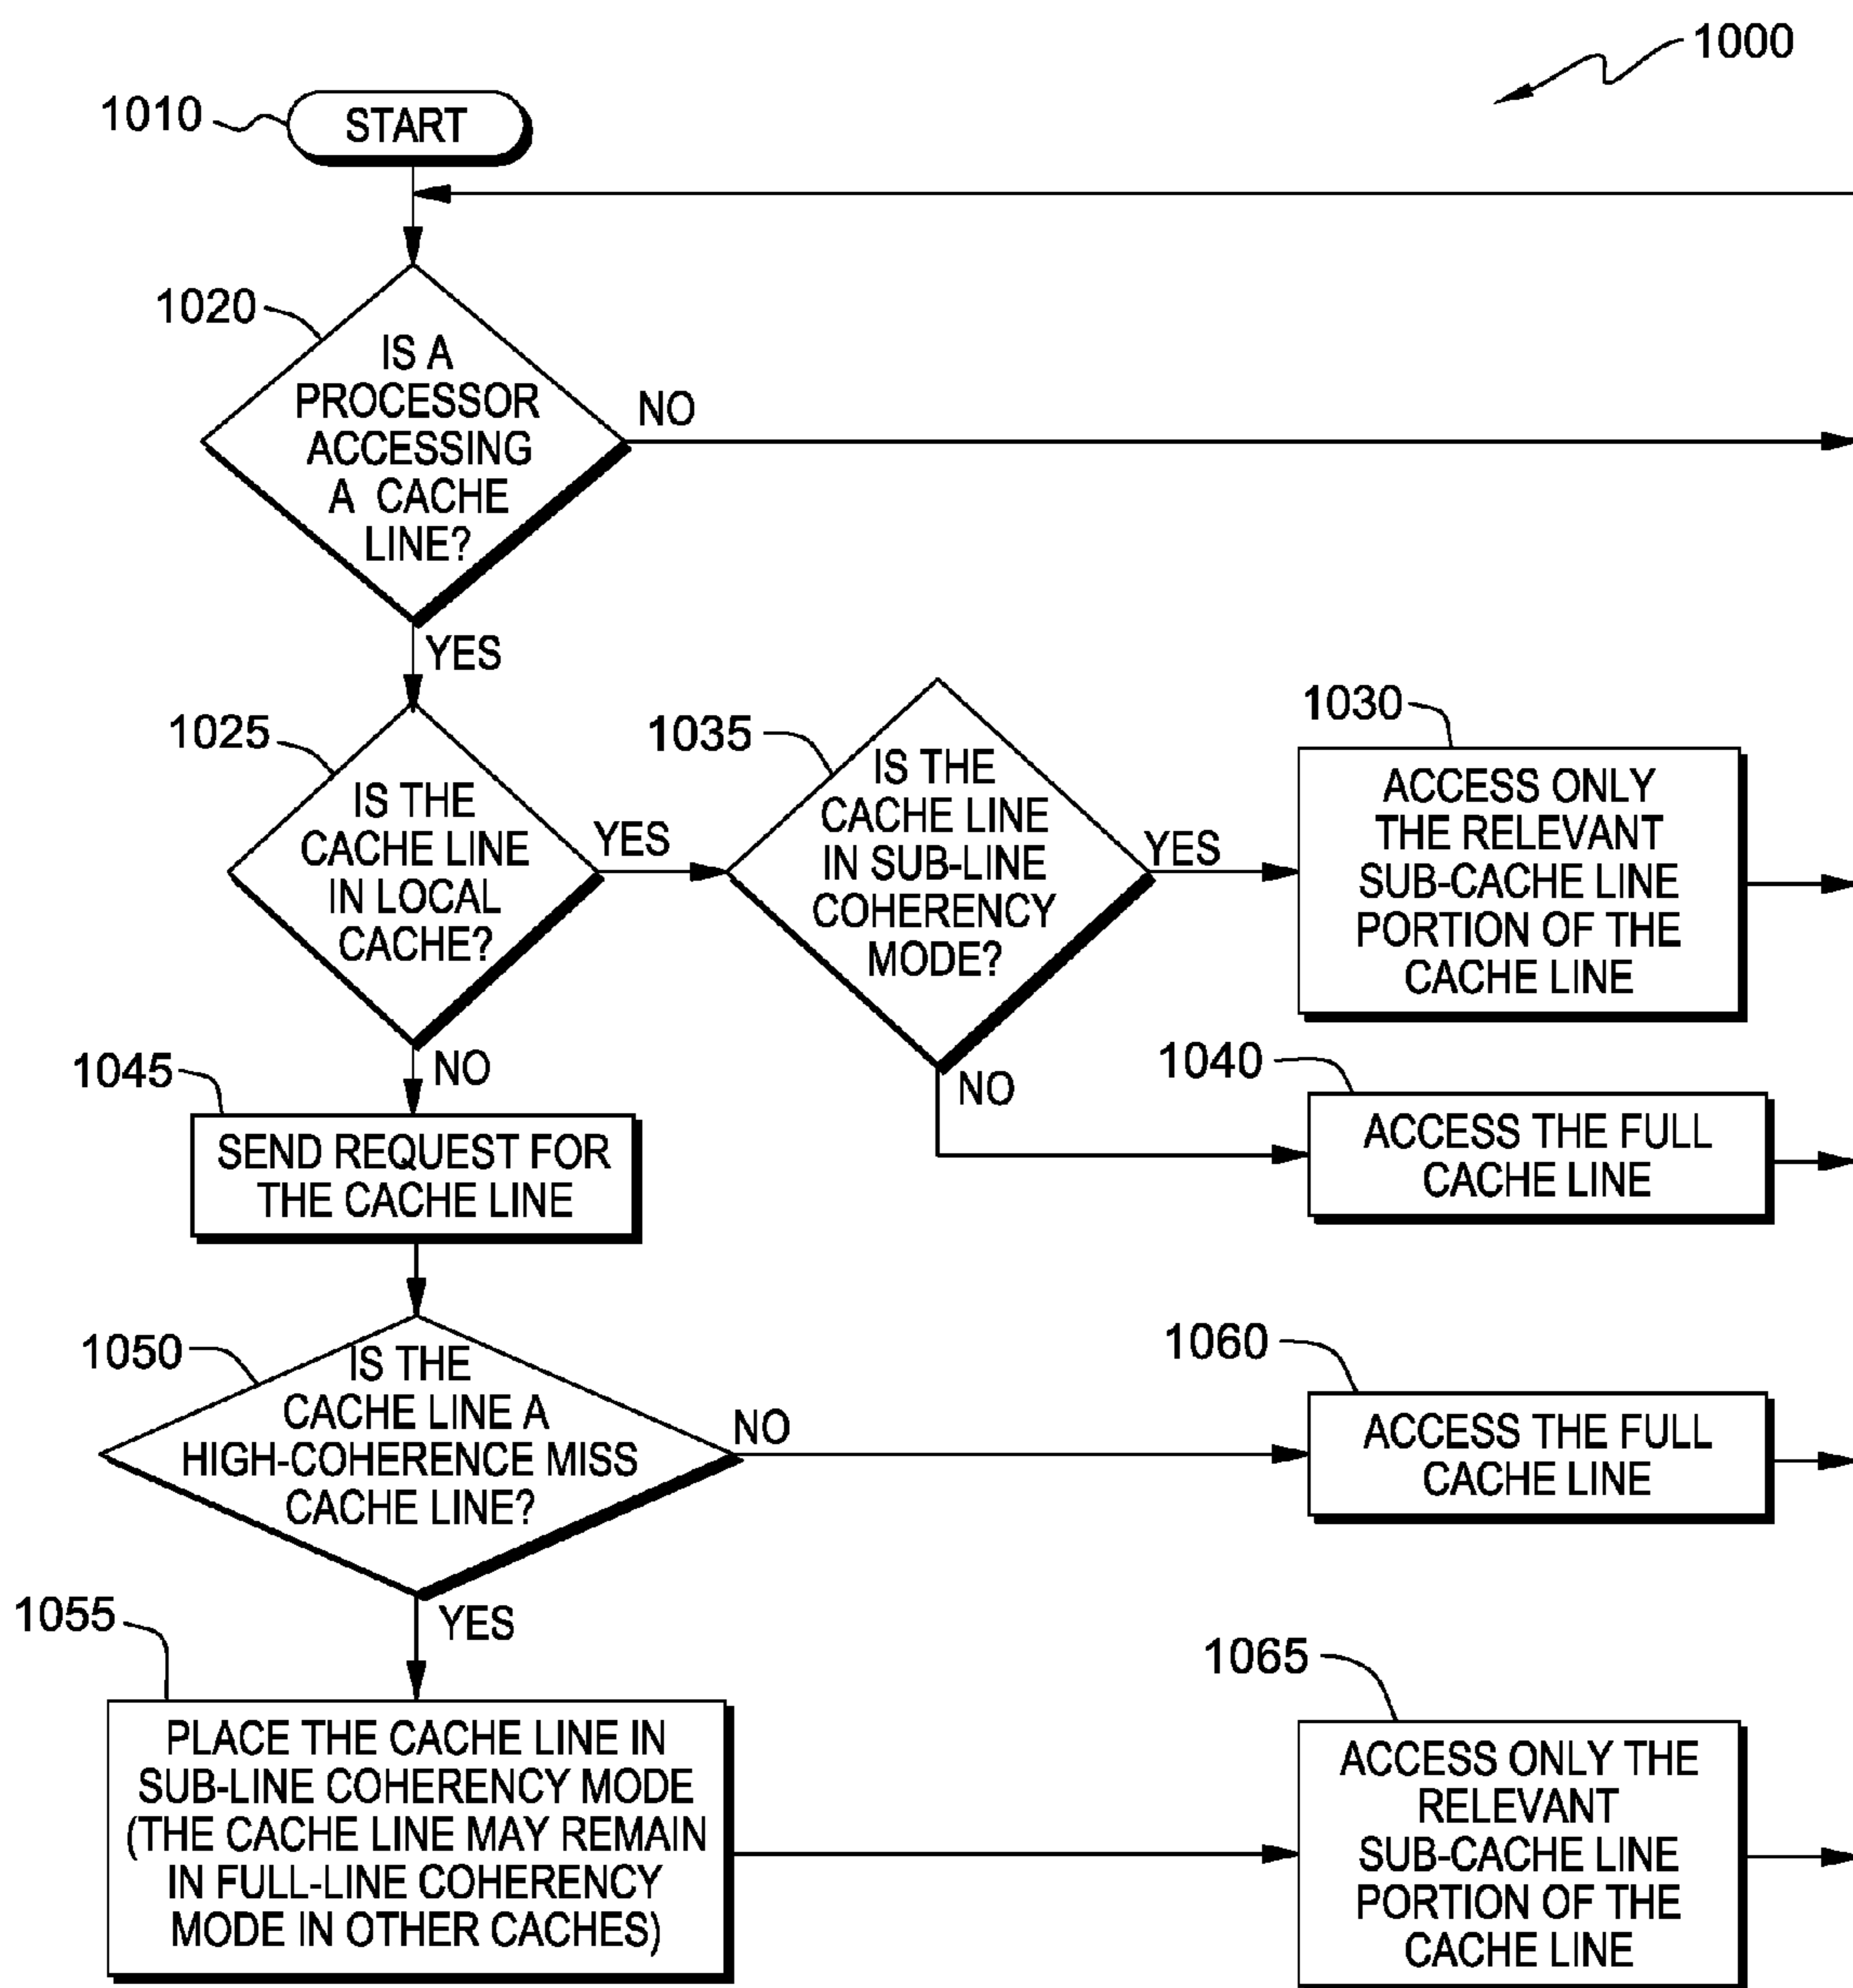 1000
1010
START
1020
IS A
PROCESSOR
ACCESSING
A CACHE
LINE?
NO
YES
1025
IS THE
CACHE LINE
IN LOCAL
CACHE?
YES
1035
IS THE
CACHE LINE
IN SUB-LINE
COHERENCY
MODE?
YES
1030
ACCESS ONLY
THE RELEVANT
SUB-CACHE LINE
PORTION OF THE
CACHE LINE
NO
1040
ACCESS THE FULL
CACHE LINE
NO
1045
SEND REQUEST FOR
THE CACHE LINE
1050
IS THE
CACHE LINE A
HIGH-COHERENCE MISS
CACHE LINE?
NO
1060
ACCESS THE FULL
CACHE LINE
YES
1055
PLACE THE CACHE LINE IN
SUB-LINE COHERENCY MODE
(THE CACHE LINE MAY REMAIN
IN FULL-LINE COHERENCY
MODE IN OTHER CACHES)
1065
ACCESS ONLY THE
RELEVANT
SUB-CACHE LINE
PORTION OF THE
CACHE LINE